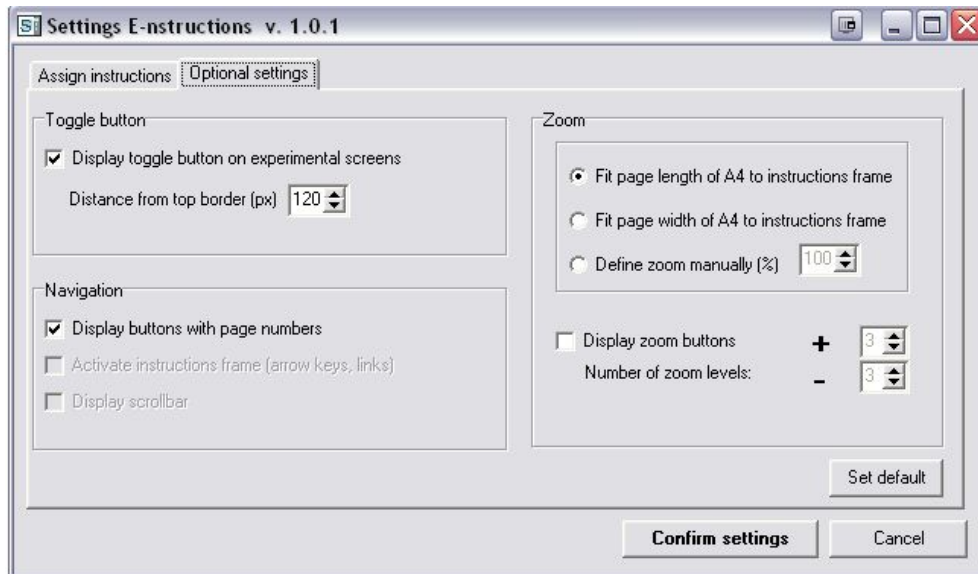 Settings E-nstructions v. 1.0.1
Assign instructions
Optional settings
Toggle button
Display toggle button on experimental screens
Distance from top border (px) 120
Navigation
Display buttons with page numbers
Activate instructions frame (arrow keys, links)
Display scrollbar
Zoom
Fit page length of A4 to instructions frame
Fit page width of A4 to instructions frame
Define zoom manually (%) 100
Display zoom buttons + 3
Number of zoom levels: - 3
Set default
Confirm settings
Cancel